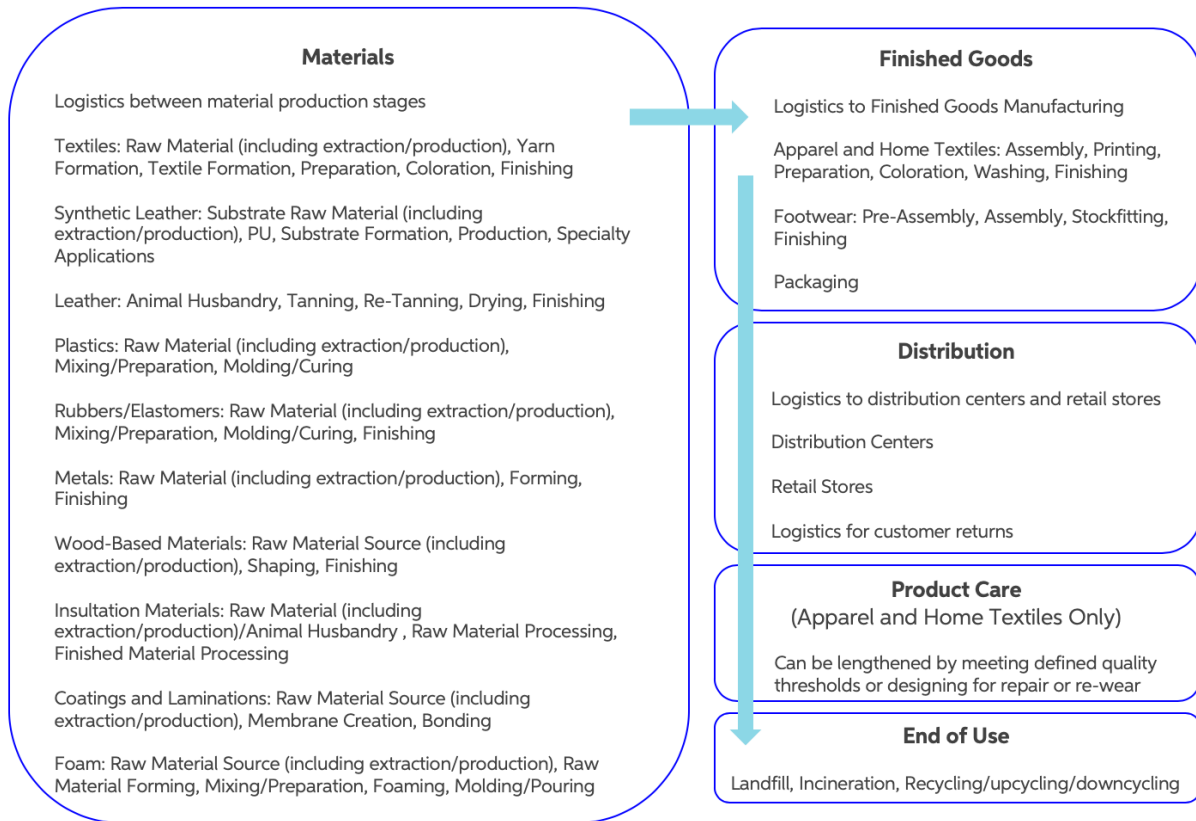 Materials
Logistics between material production stages
Textiles: Raw Material (including extraction/production), Yarn
Formation, Textile Formation, Preparation, Coloration, Finishing
Synthetic Leather: Substrate Raw Material (including
extraction/production), PU, Substrate Formation, Production, Specialty
Applications
Leather: Animal Husbandry, Tanning, Re-Tanning, Drying, Finishing
Plastics: Raw Material (including extraction/production),
Mixing/Preparation, Molding/Curing
Rubbers/Elastomers: Raw Material (including extraction/production),
Mixing/Preparation, Molding/Curing, Finishing
Metals: Raw Material (including extraction/production), Forming,
Finishing
Wood-Based Materials: Raw Material Source (including
extraction/production), Shaping, Finishing
Insultation Materials: Raw Material (including
extraction/production)/Animal Husbandry , Raw Material Processing,
Finished Material Processing
Coatings and Laminations: Raw Material Source (including
extraction/production), Membrane Creation, Bonding
Foam: Raw Material Source (including extraction/production), Raw
Material Forming, Mixing/Preparation, Foaming, Molding/Pouring
Finished Goods
Logistics to Finished Goods Manufacturing
Apparel and Home Textiles: Assembly, Printing,
Preparation, Coloration, Washing, Finishing
Footwear: Pre-Assembly, Assembly, Stockfitting,
Finishing
Packaging
Distribution
Logistics to distribution centers and retail stores
Distribution Centers
Retail Stores
Logistics for customer returns
Product Care
(Apparel and Home Textiles Only)
Can be lengthened by meeting defined quality
thresholds or designing for repair or re-wear
End of Use
Landfill, Incineration, Recycling/upcycling/downcycling